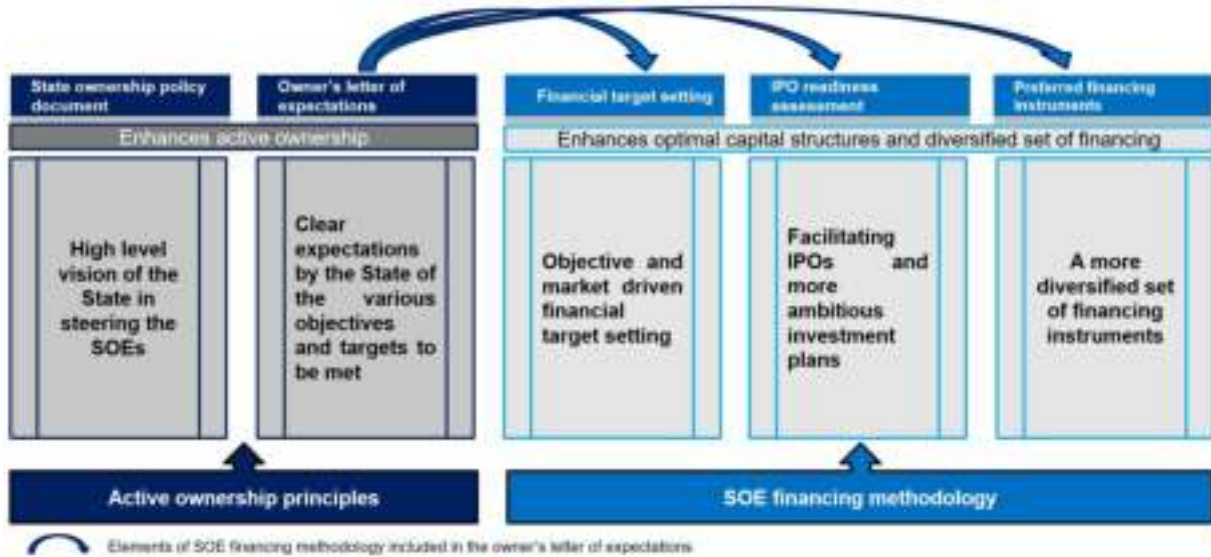 State ownership policy
document
Owner's letter of
expectations
Financial target setting
IPO readiness
assessment
Preferred financing
instruments
Enhances active ownership
Enhances optimal capital structures and diversified set of financing
High level
vision of the
State in
steering the
SOEs
Clear
expectations
by the State of
the various
objectives
and targets to
be met
Objective and
market driven
financial
target setting
Facilitating
IPOs and
more
ambitious
investment
plans
A more
diversified set
of financing
instruments
Active ownership principles
SOE financing methodology
Elements of SOE financing methodology included in the owner's letter of expectations